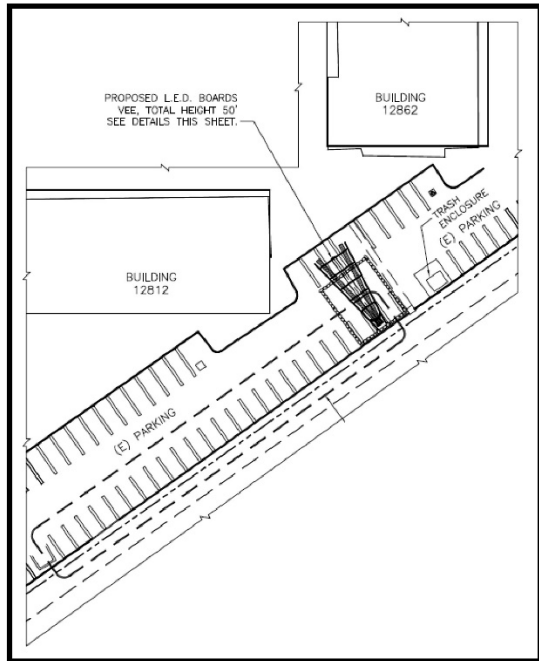 PROPOSED L.E.D. BOARDS
VEE, TOTAL HEIGHT 50'
SEE DETAILS THIS SHEET.
BUILDING
12862
TRASH
ENCLOSURE
(E) PARKING
BUILDING
12812
(E) PARKING